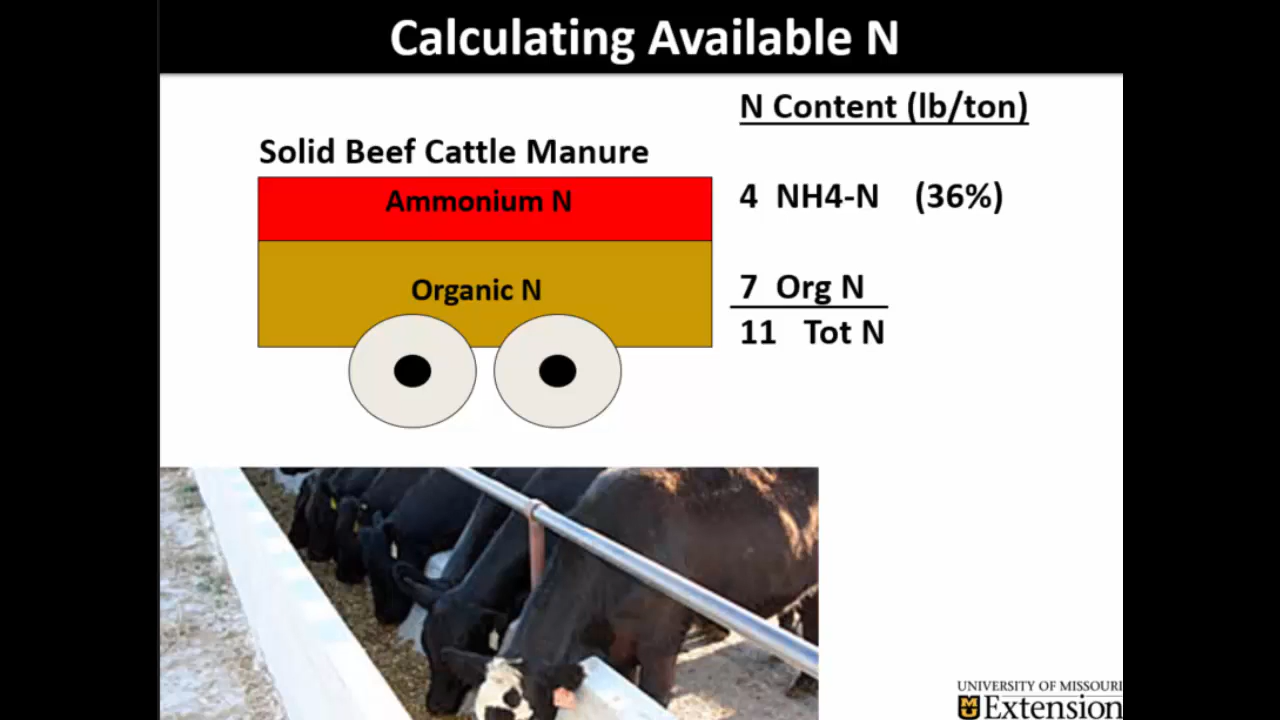 Calculating Available N
N Content (lb/ton)
Solid Beef Cattle Manure
Ammonium N
4 NH4-N (36%)
Organic N
7 Org N
11 Tot N
UNIVERSITY OF MISSOURI
MU Extension